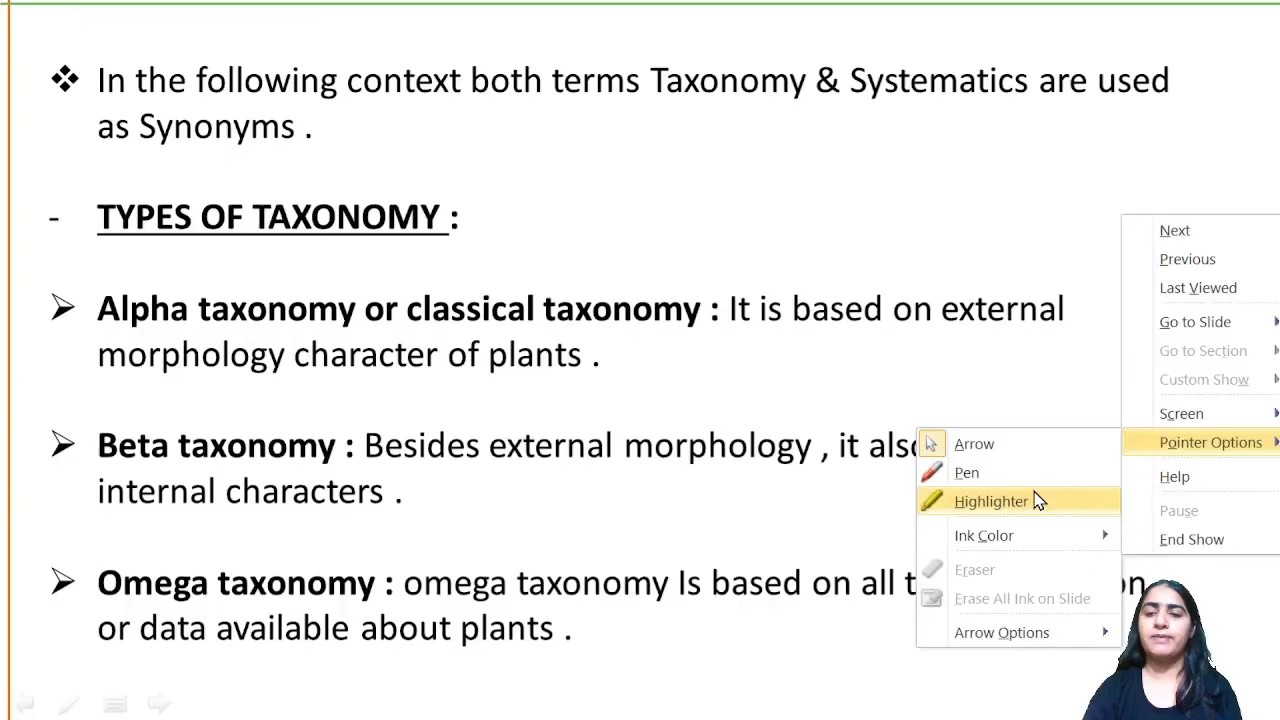 ❖ In the following context both terms Taxonomy & Systematics are used
as Synonyms .
- TYPES OF TAXONOMY :
➢ Alpha taxonomy or classical taxonomy : It is based on external
morphology character of plants .
➢ Beta taxonomy : Besides external morphology , it also
internal characters .
➢ Omega taxonomy : omega taxonomy Is based on all
or data available about plants .
Next
Previous
Last Viewed
Go to Slide
Go to Section
Custom Show
Screen
Pointer Options
Help
Pause
End Show
Arrow
Pen
Highlighter
Ink Color
Eraser
Erase All Ink on Slide
Arrow Options